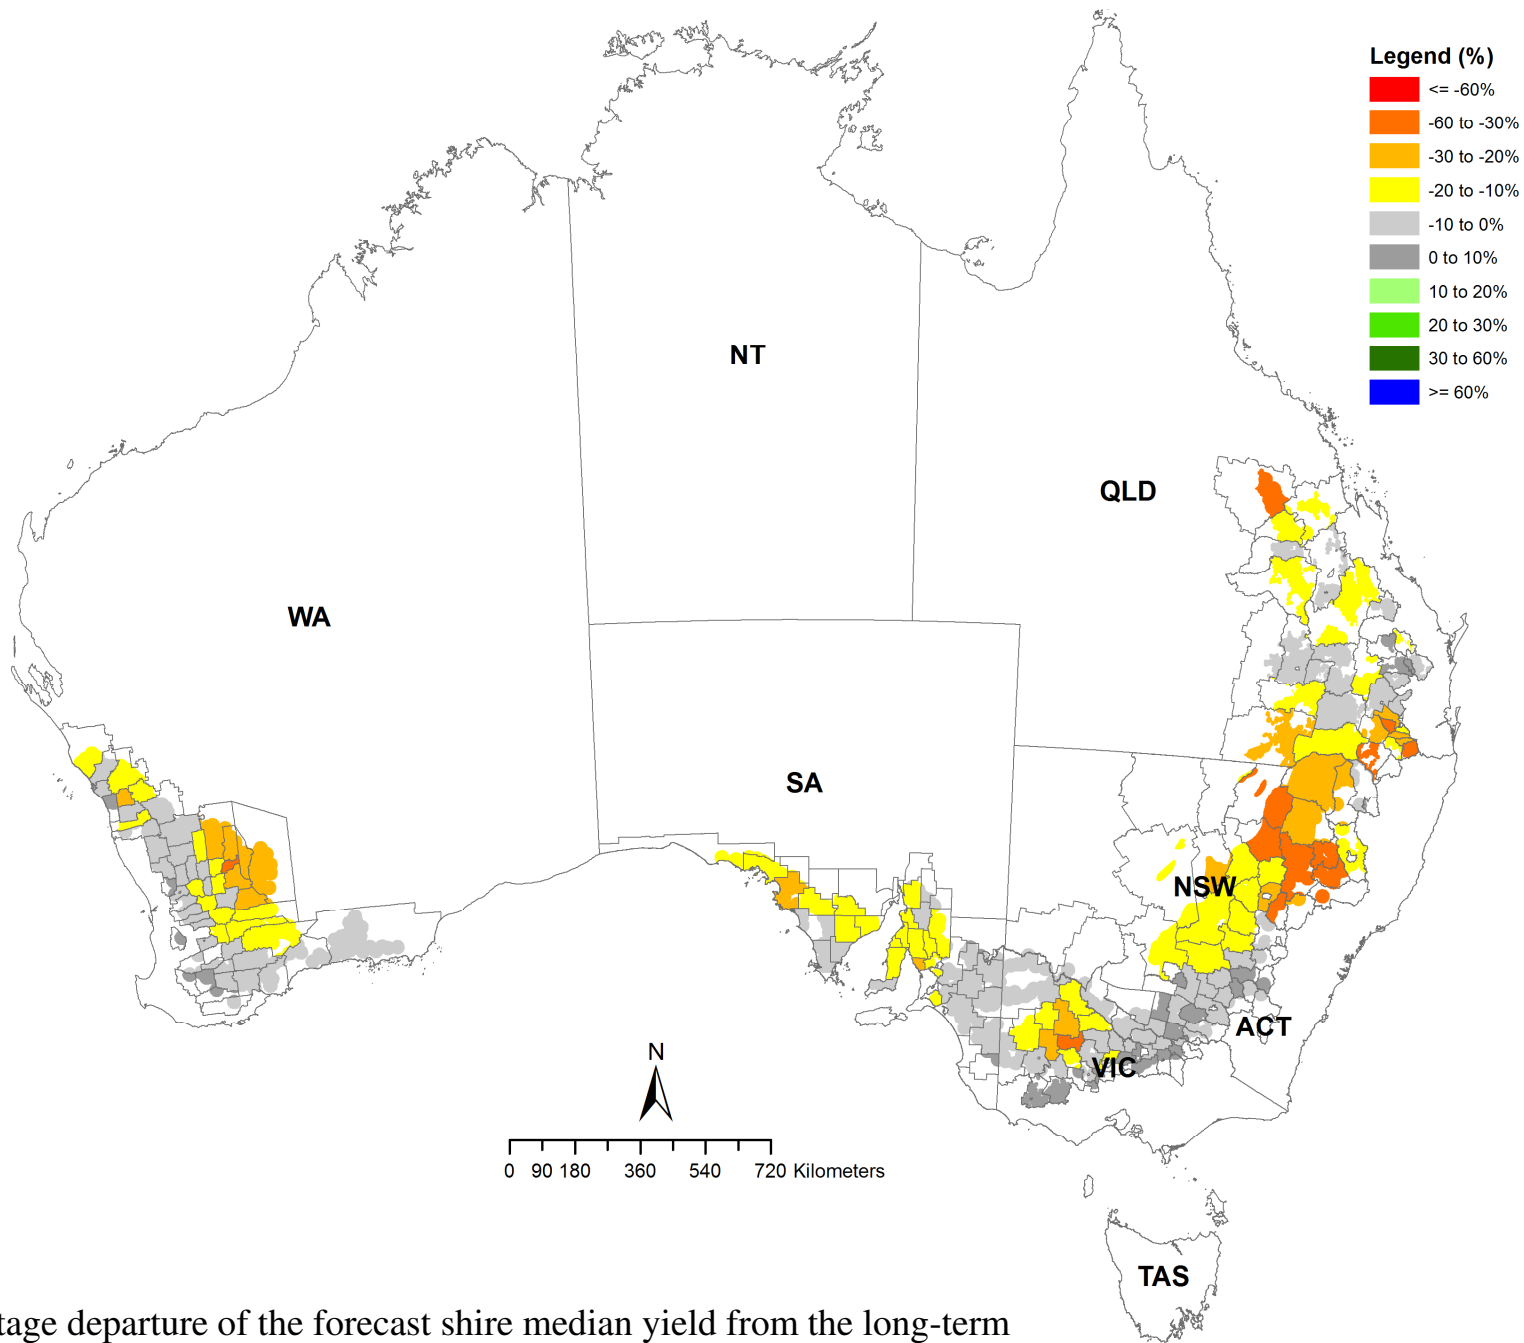 Legend (%)
<= -60%
-60 to -30%
-30 to -20%
-20 to -10%
-10 to 0%
0 to 10%
10 to 20%
20 to 30%
30 to 60%
>= 60%
NT
QLD
WA
SA
NSW
ACT
VIC
N
0 90 180 360 540 720 Kilometers
TAS
tage departure of the forecast shire median yield from the long-term